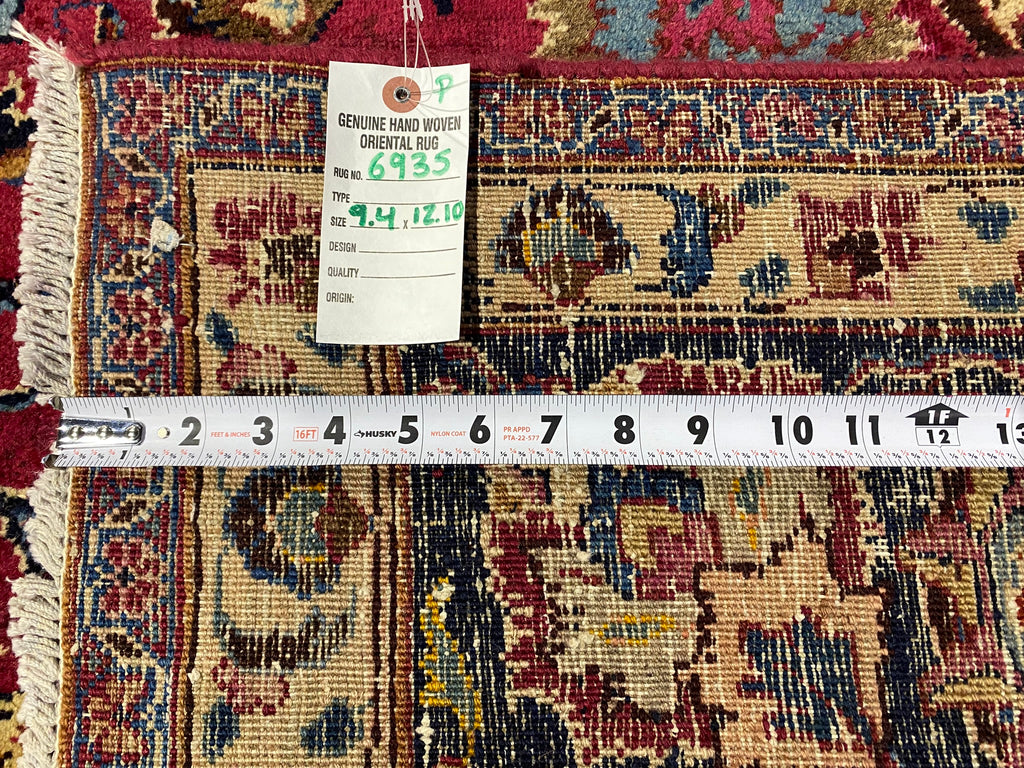 P
GENUINE HAND WOVEN
ORIENTAL RUG
RUG NO. 6935
TYPE
SIZE 9.4 x 12.10
DESIGN
QUALITY
ORIGIN:
1 2 FEET & INCHES 3 16FT 4 HUSKY 5 NYLON COAT 6 PR APPD PTA-22-577 7 8 9 10 11 1F 12 13
1